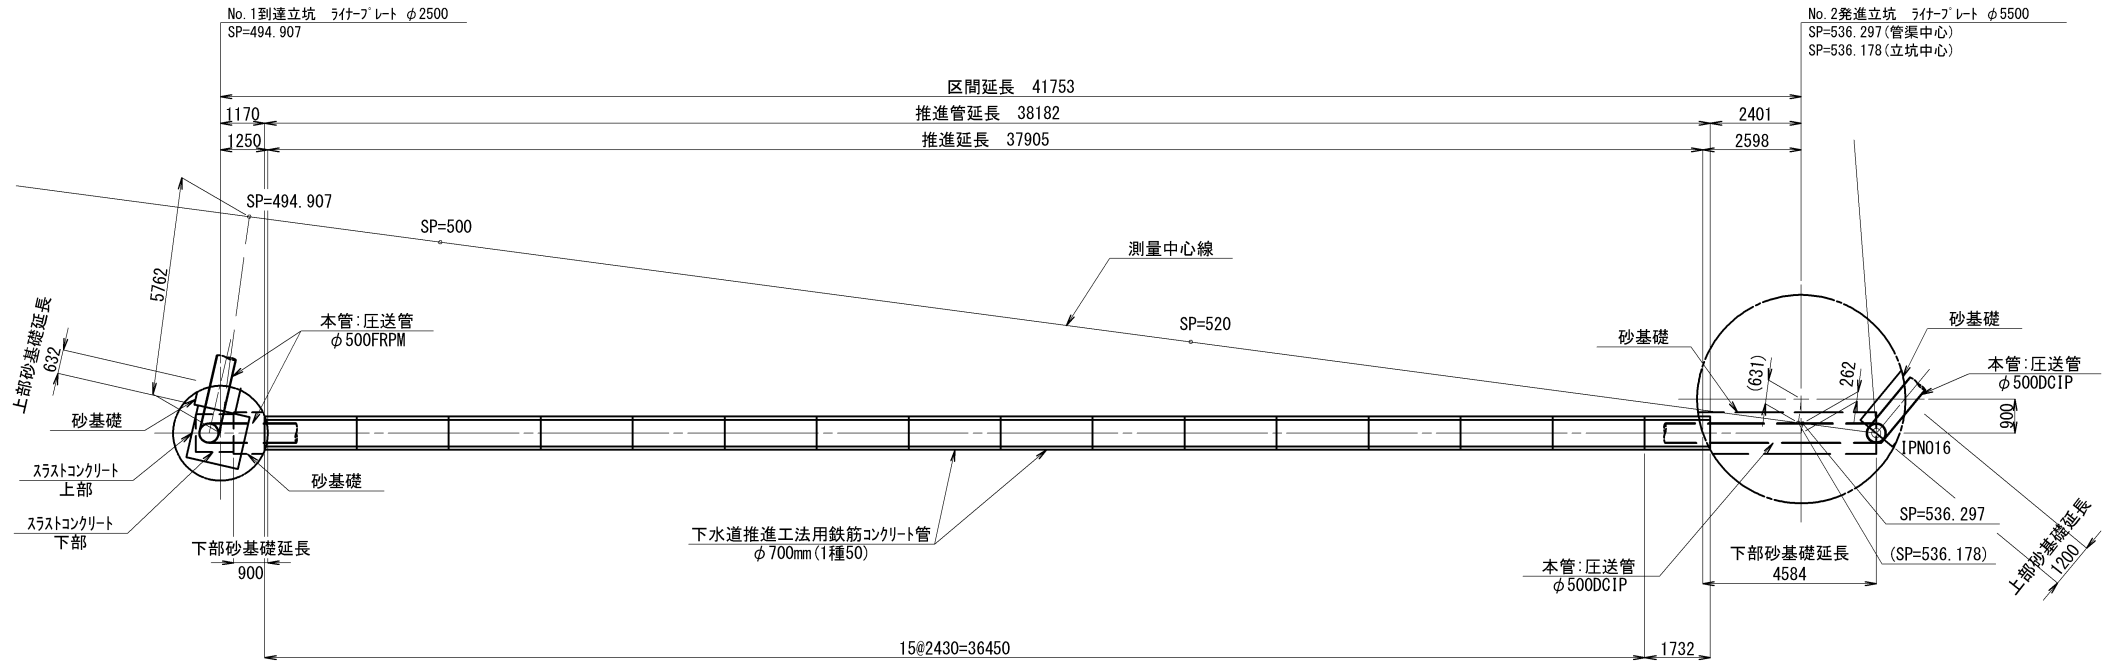 No.1到達立坑 ﾗｲﾅｰﾌﾟﾚｰﾄ φ2500
SP=494.907
No.2発進立坑 ﾗｲﾅｰﾌﾟﾚｰﾄ φ5500
SP=536.297(管渠中心)
SP=536.178(立坑中心)
区間延長 41753
1170
推進管延長 38182
2401
1250
推進延長 37905
2598
SP=494.907
SP=500
測量中心線
5762
SP=520
上部砂基礎延長
632
本管:圧送管
φ500FRPM
砂基礎
砂基礎
本管:圧送管
φ500DCIP
(631)
262
900
砂基礎
IPNO16
ｽﾗｽﾄｺﾝｸﾘｰﾄ
上部
砂基礎
ｽﾗｽﾄｺﾝｸﾘｰﾄ
下部
下部砂基礎延長
900
下水道推進工法用鉄筋ｺﾝｸﾘｰﾄ管
φ700mm(1種50)
SP=536.297
(SP=536.178)
下部砂基礎延長
4584
本管:圧送管
φ500DCIP
上部砂基礎延長
1200
15@2430=36450
1732